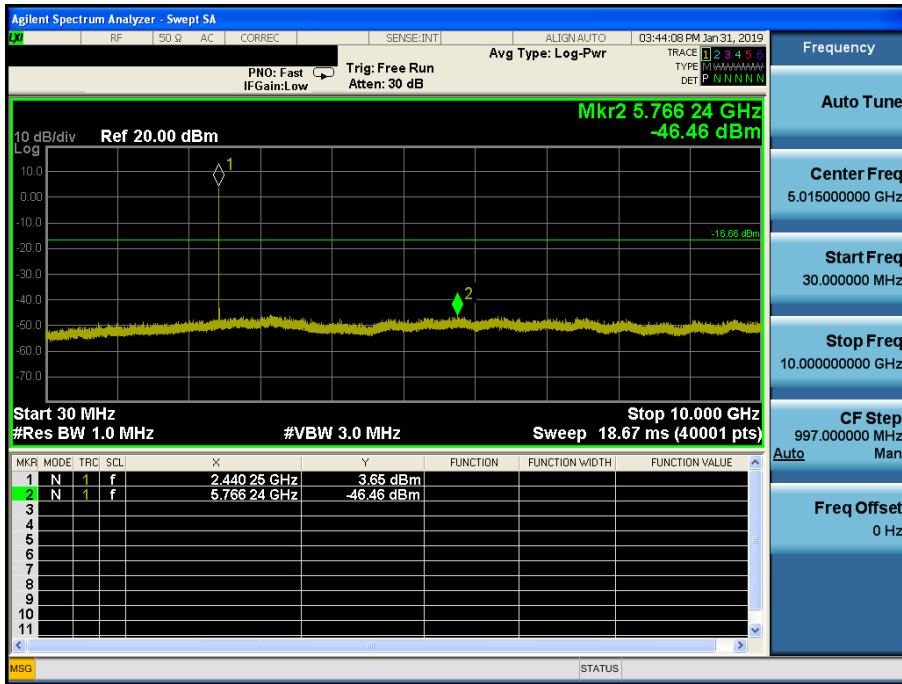 Agilent Spectrum Analyzer - Swept SA
LXI RF 50 Ω AC CORREC SENSE:INT ALIGN AUTO 03:44:08 PM Jan 31, 2019
Avg Type: Log-Pwr
TRACE 1 2 3 4 5 6
TYPE M
DET P N N N N N
PNO: Fast
IFGain:Low
Trig: Free Run
Atten: 30 dB
Mkr2 5.766 24 GHz
-46.46 dBm
10 dB/div Ref 20.00 dBm
Log
1
10.0
0.00
-10.0
-16.66 dBm
-20.0
-30.0
2
-40.0
-50.0
-60.0
-70.0
Start 30 MHz Stop 10.000 GHz
#Res BW 1.0 MHz #VBW 3.0 MHz Sweep 18.67 ms (40001 pts)
MKR MODE TRC SCL X Y FUNCTION FUNCTION WIDTH FUNCTION VALUE
1 N 1 f 2.440 25 GHz 3.65 dBm
2 N 1 f 5.766 24 GHz -46.46 dBm
3
4
5
6
7
8
9
10
11
MSG STATUS
Frequency
Auto Tune
Center Freq
5.015000000 GHz
Start Freq
30.000000 MHz
Stop Freq
10.000000000 GHz
CF Step
997.000000 MHz
Auto Man
Freq Offset
0 Hz